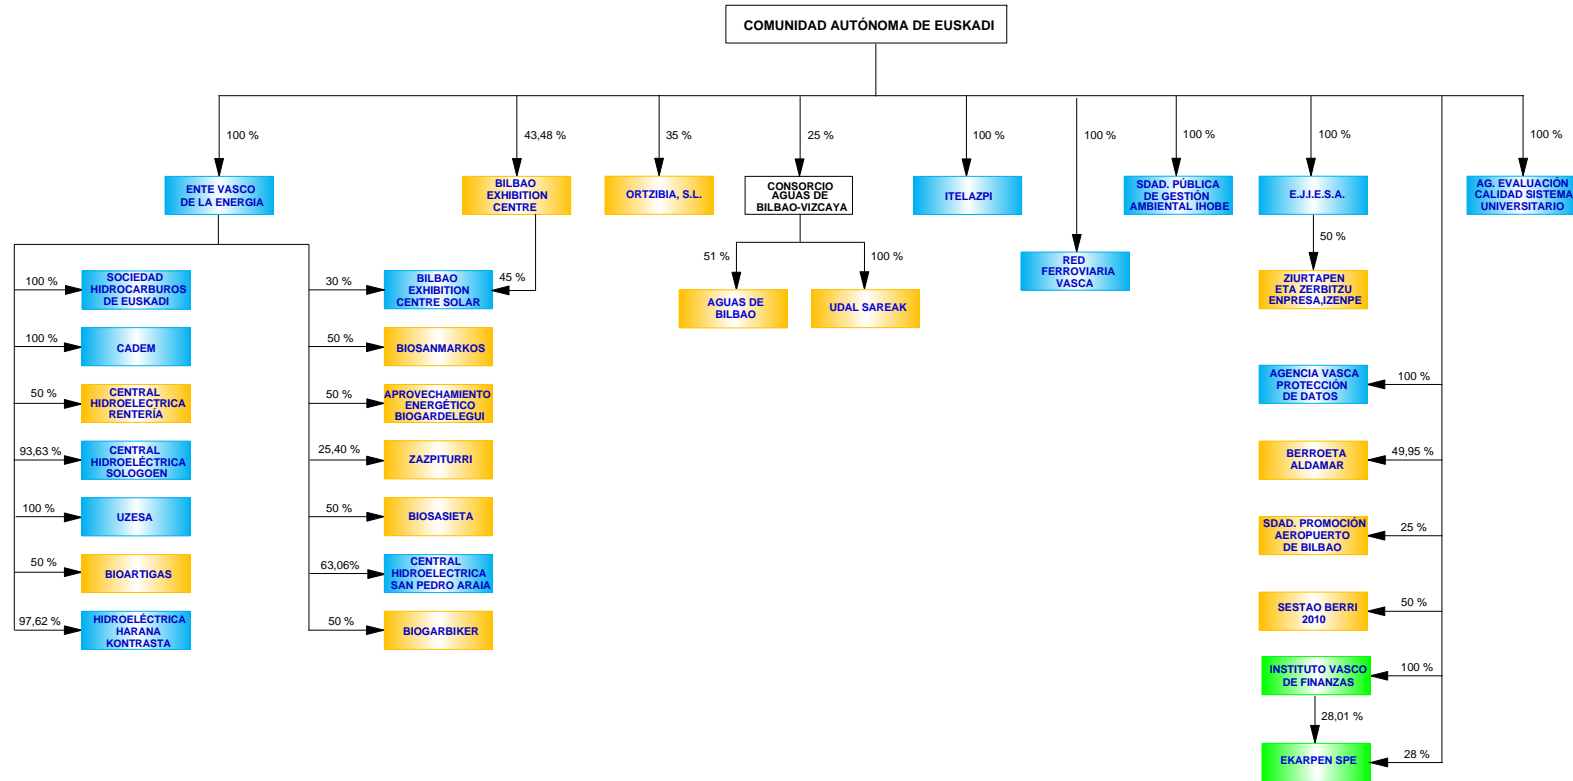 COMUNIDAD AUTÓNOMA DE EUSKADI
100 %
43,48 %
35 %
25 %
100 %
100 %
100 %
100 %
100 %
ENTE VASCO
DE LA ENERGIA
BILBAO
EXHIBITION
CENTRE
ORTZIBIA, S.L.
CONSORCIO
AGUAS DE
BILBAO-VIZCAYA
ITELAZPI
SDAD. PÚBLICA
DE GESTIÓN
AMBIENTAL IHOBE
E.J.I.E.S.A.
AG. EVALUACIÓN
CALIDAD SISTEMA
UNIVERSITARIO
51 %
100 %
50 %
RED
FERROVIARIA
VASCA
100 %
SOCIEDAD
HIDROCARBUROS
DE EUSKADI
30 %
BILBAO
EXHIBITION
CENTRE SOLAR
45 %
AGUAS DE
BILBAO
UDAL SAREAK
ZIURTAPEN
ETA ZERBITZU
ENPRESA,IZENPE
100 %
CADEM
50 %
BIOSANMARKOS
50 %
CENTRAL
HIDROELECTRICA
RENTERÍA
50 %
APROVECHAMIENTO
ENERGÉTICO
BIOGARDELEGUI
AGENCIA VASCA
PROTECCIÓN
DE DATOS
100 %
93,63 %
CENTRAL
HIDROELÉCTRICA
SOLOGOEN
25,40 %
ZAZPITURRI
BERROETA
ALDAMAR
49,95 %
100 %
UZESA
50 %
BIOSASIETA
SDAD. PROMOCIÓN
AEROPUERTO
DE BILBAO
25 %
50 %
BIOARTIGAS
63,06%
CENTRAL
HIDROELECTRICA
SAN PEDRO ARAIA
SESTAO BERRI
2010
50 %
97,62 %
HIDROELÉCTRICA
HARANA
KONTRASTA
50 %
BIOGARBIKER
INSTITUTO VASCO
DE FINANZAS
100 %
28,01 %
EKARPEN SPE
28 %